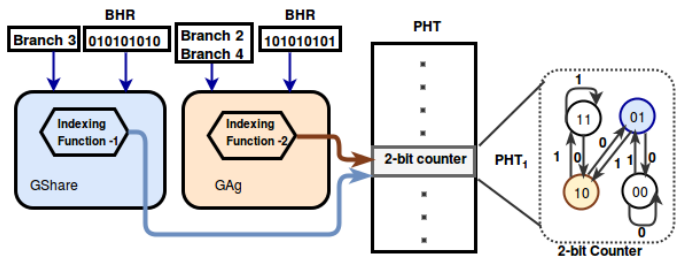 BHR
BHR
PHT
Branch 3
010101010
Branch 2
Branch 4
101010101
Indexing
Function -1
GShare
Indexing
Function -2
GAg
2-bit counter
PHT1
1
11
01
0
1
0
1
1
0
10
00
0
2-bit Counter